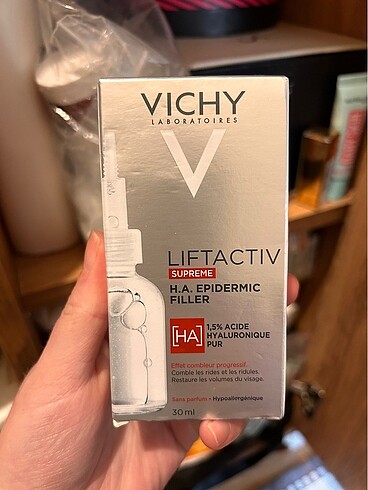 VICHY
LABORATOIRES
V
LIFTACTIV
SUPREME
H.A. EPIDERMIC
FILLER
[HA]
1,5% ACIDE
HYALURONIQUE
PUR
Effet combleur progressif.
Comble les rides et les ridules.
Restaure les volumes du visage.
Sans parfum - Hypoallergénique
30 ml